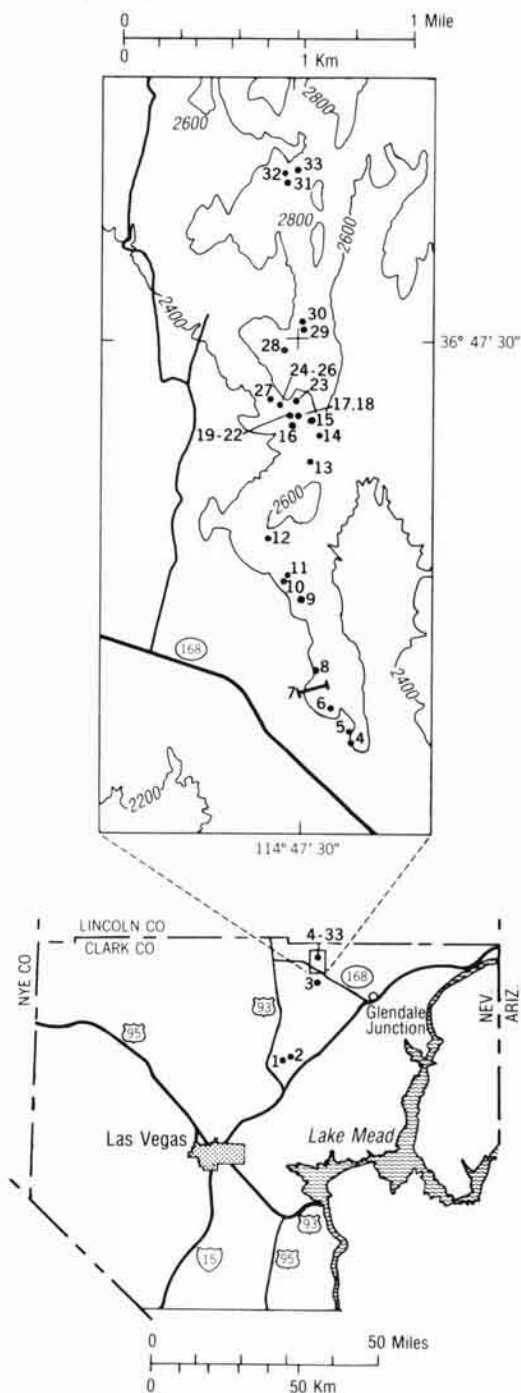 0 1 Mile
0 1 Km
2600
2800
33
32
31
2800
2600
2400
30
29
36° 47' 30"
28
24-26
27
23
17,18
15
19-22
16
14
13
2600
12
11
10
9
168
8
7
6
5
4
2400
2200
114° 47' 30"
LINCOLN CO
CLARK CO
4-33
NYE CO
93
3
168
Glendale
Junction
NEV.
ARIZ.
95
1
2
Las Vegas
Lake Mead
93
15
95
0 50 Miles
0 50 Km